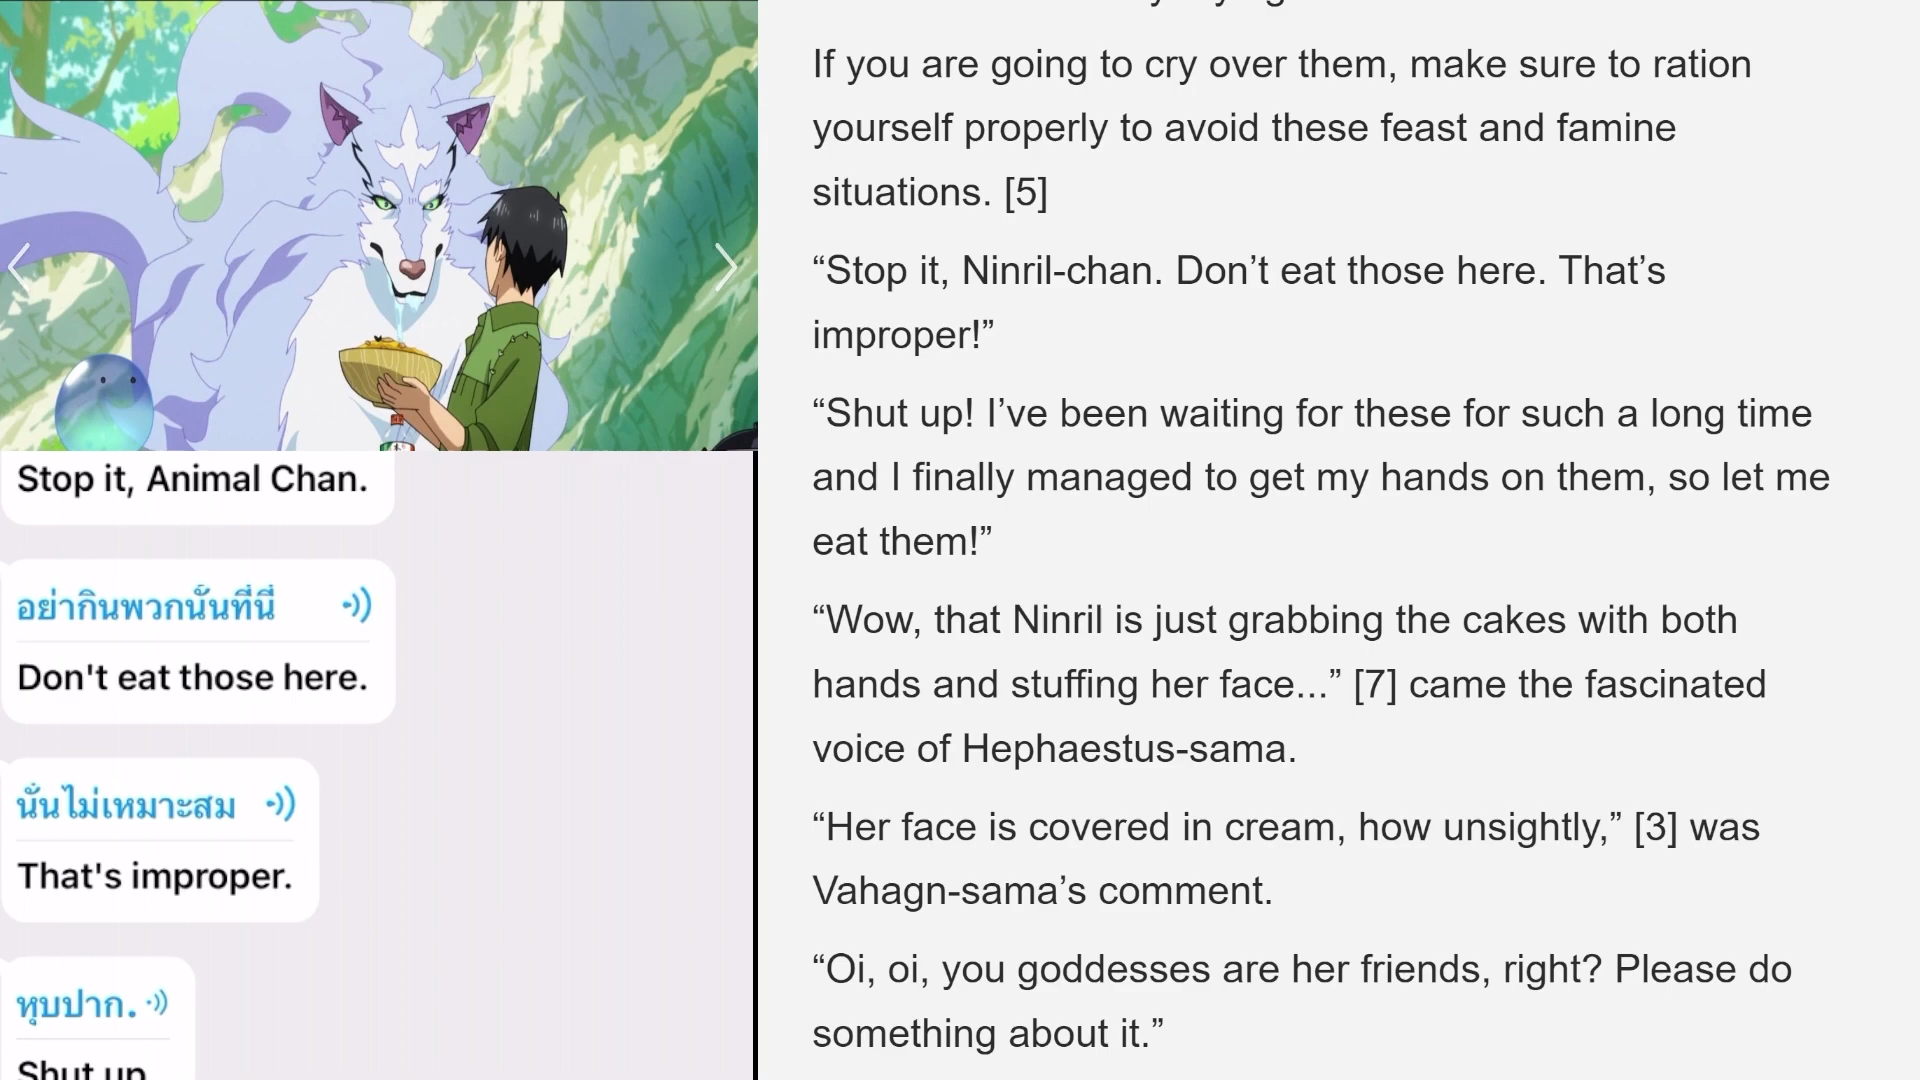 If you are going to cry over them, make sure to ration
yourself properly to avoid these feast and famine
situations. [5]
“Stop it, Ninril-chan. Don’t eat those here. That’s
improper!”
“Shut up! I’ve been waiting for these for such a long time
and I finally managed to get my hands on them, so let me
eat them!”
“Wow, that Ninril is just grabbing the cakes with both
hands and stuffing her face...” [7] came the fascinated
voice of Hephaestus-sama.
“Her face is covered in cream, how unsightly,” [3] was
Vahagn-sama’s comment.
“Oi, oi, you goddesses are her friends, right? Please do
something about it.”
Stop it, Animal Chan.
อย่ากินพวกนั้นที่นี่
Don't eat those here.
นั่นไม่เหมาะสม
That's improper.
หุบปาก.
Shut up